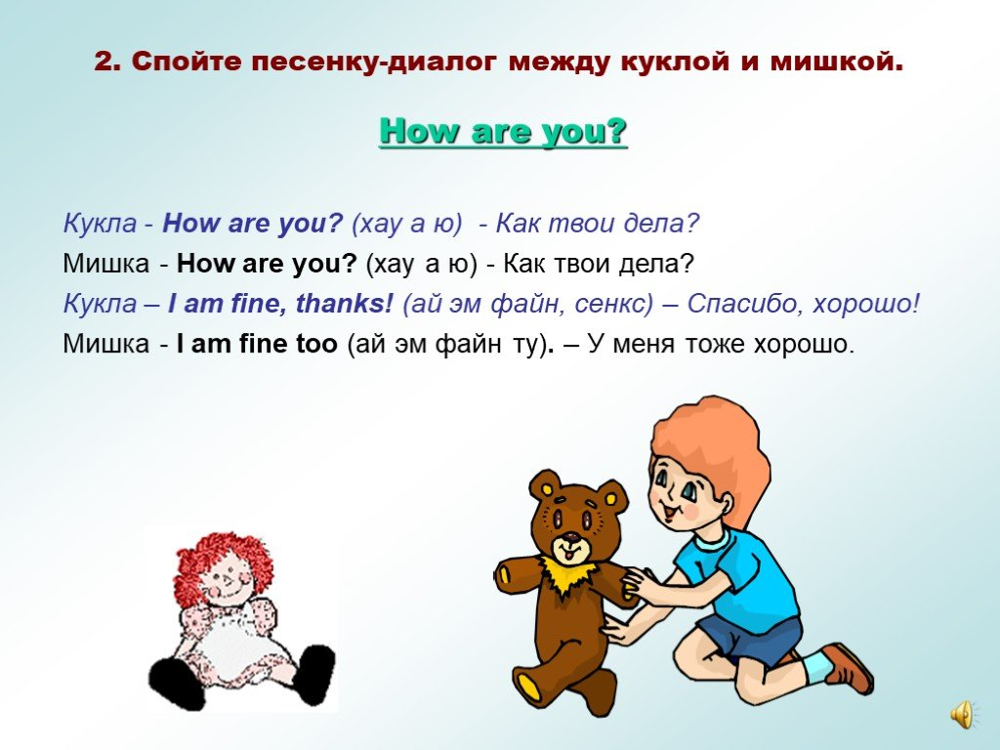 2. Спойте песенку-диалог между куклой и мишкой.
How are you?
Кукла - How are you? (хау а ю) - Как твои дела?
Мишка - How are you? (хау а ю) - Как твои дела?
Кукла – I am fine, thanks! (ай эм файн, сенкс) – Спасибо, хорошо!
Мишка - I am fine too (ай эм файн ту). – У меня тоже хорошо.